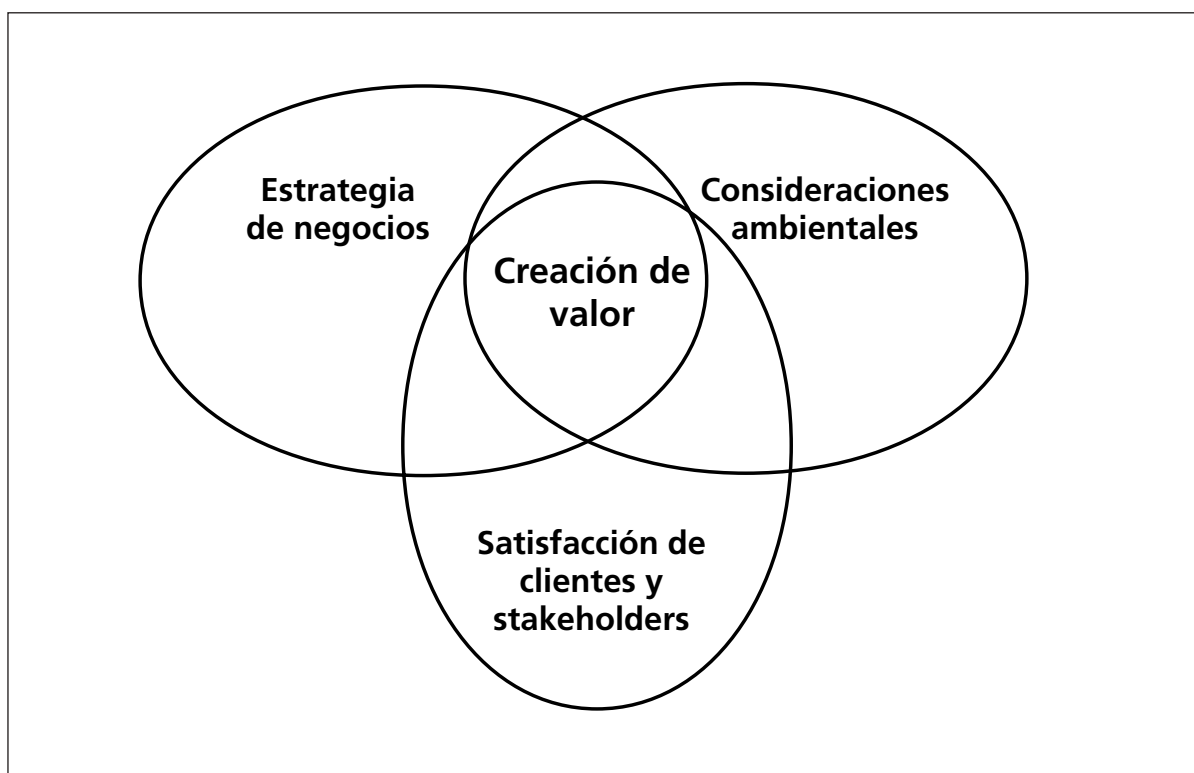 Estrategia
de negocios
Consideraciones
ambientales
Creación de
valor
Satisfacción de
clientes y
stakeholders